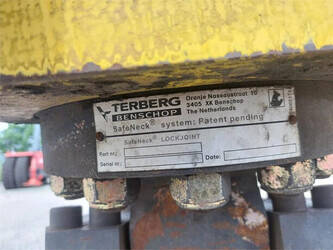 TERBERG
BENSCHOP
Oranje Nassaustraat 10
3405 XK Benschop
The Netherlands
SafeNeck® system: Patent pending
SafeNeck® LOCKJOINT
Part no:
Date:
Serial nr: